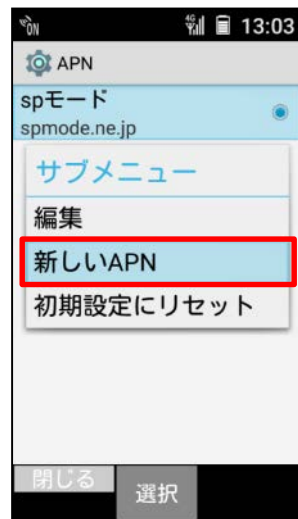 ON 4G 13:03
APN
spモード
spmode.ne.jp
サブメニュー
編集
新しいAPN
初期設定にリセット
閉じる
選択